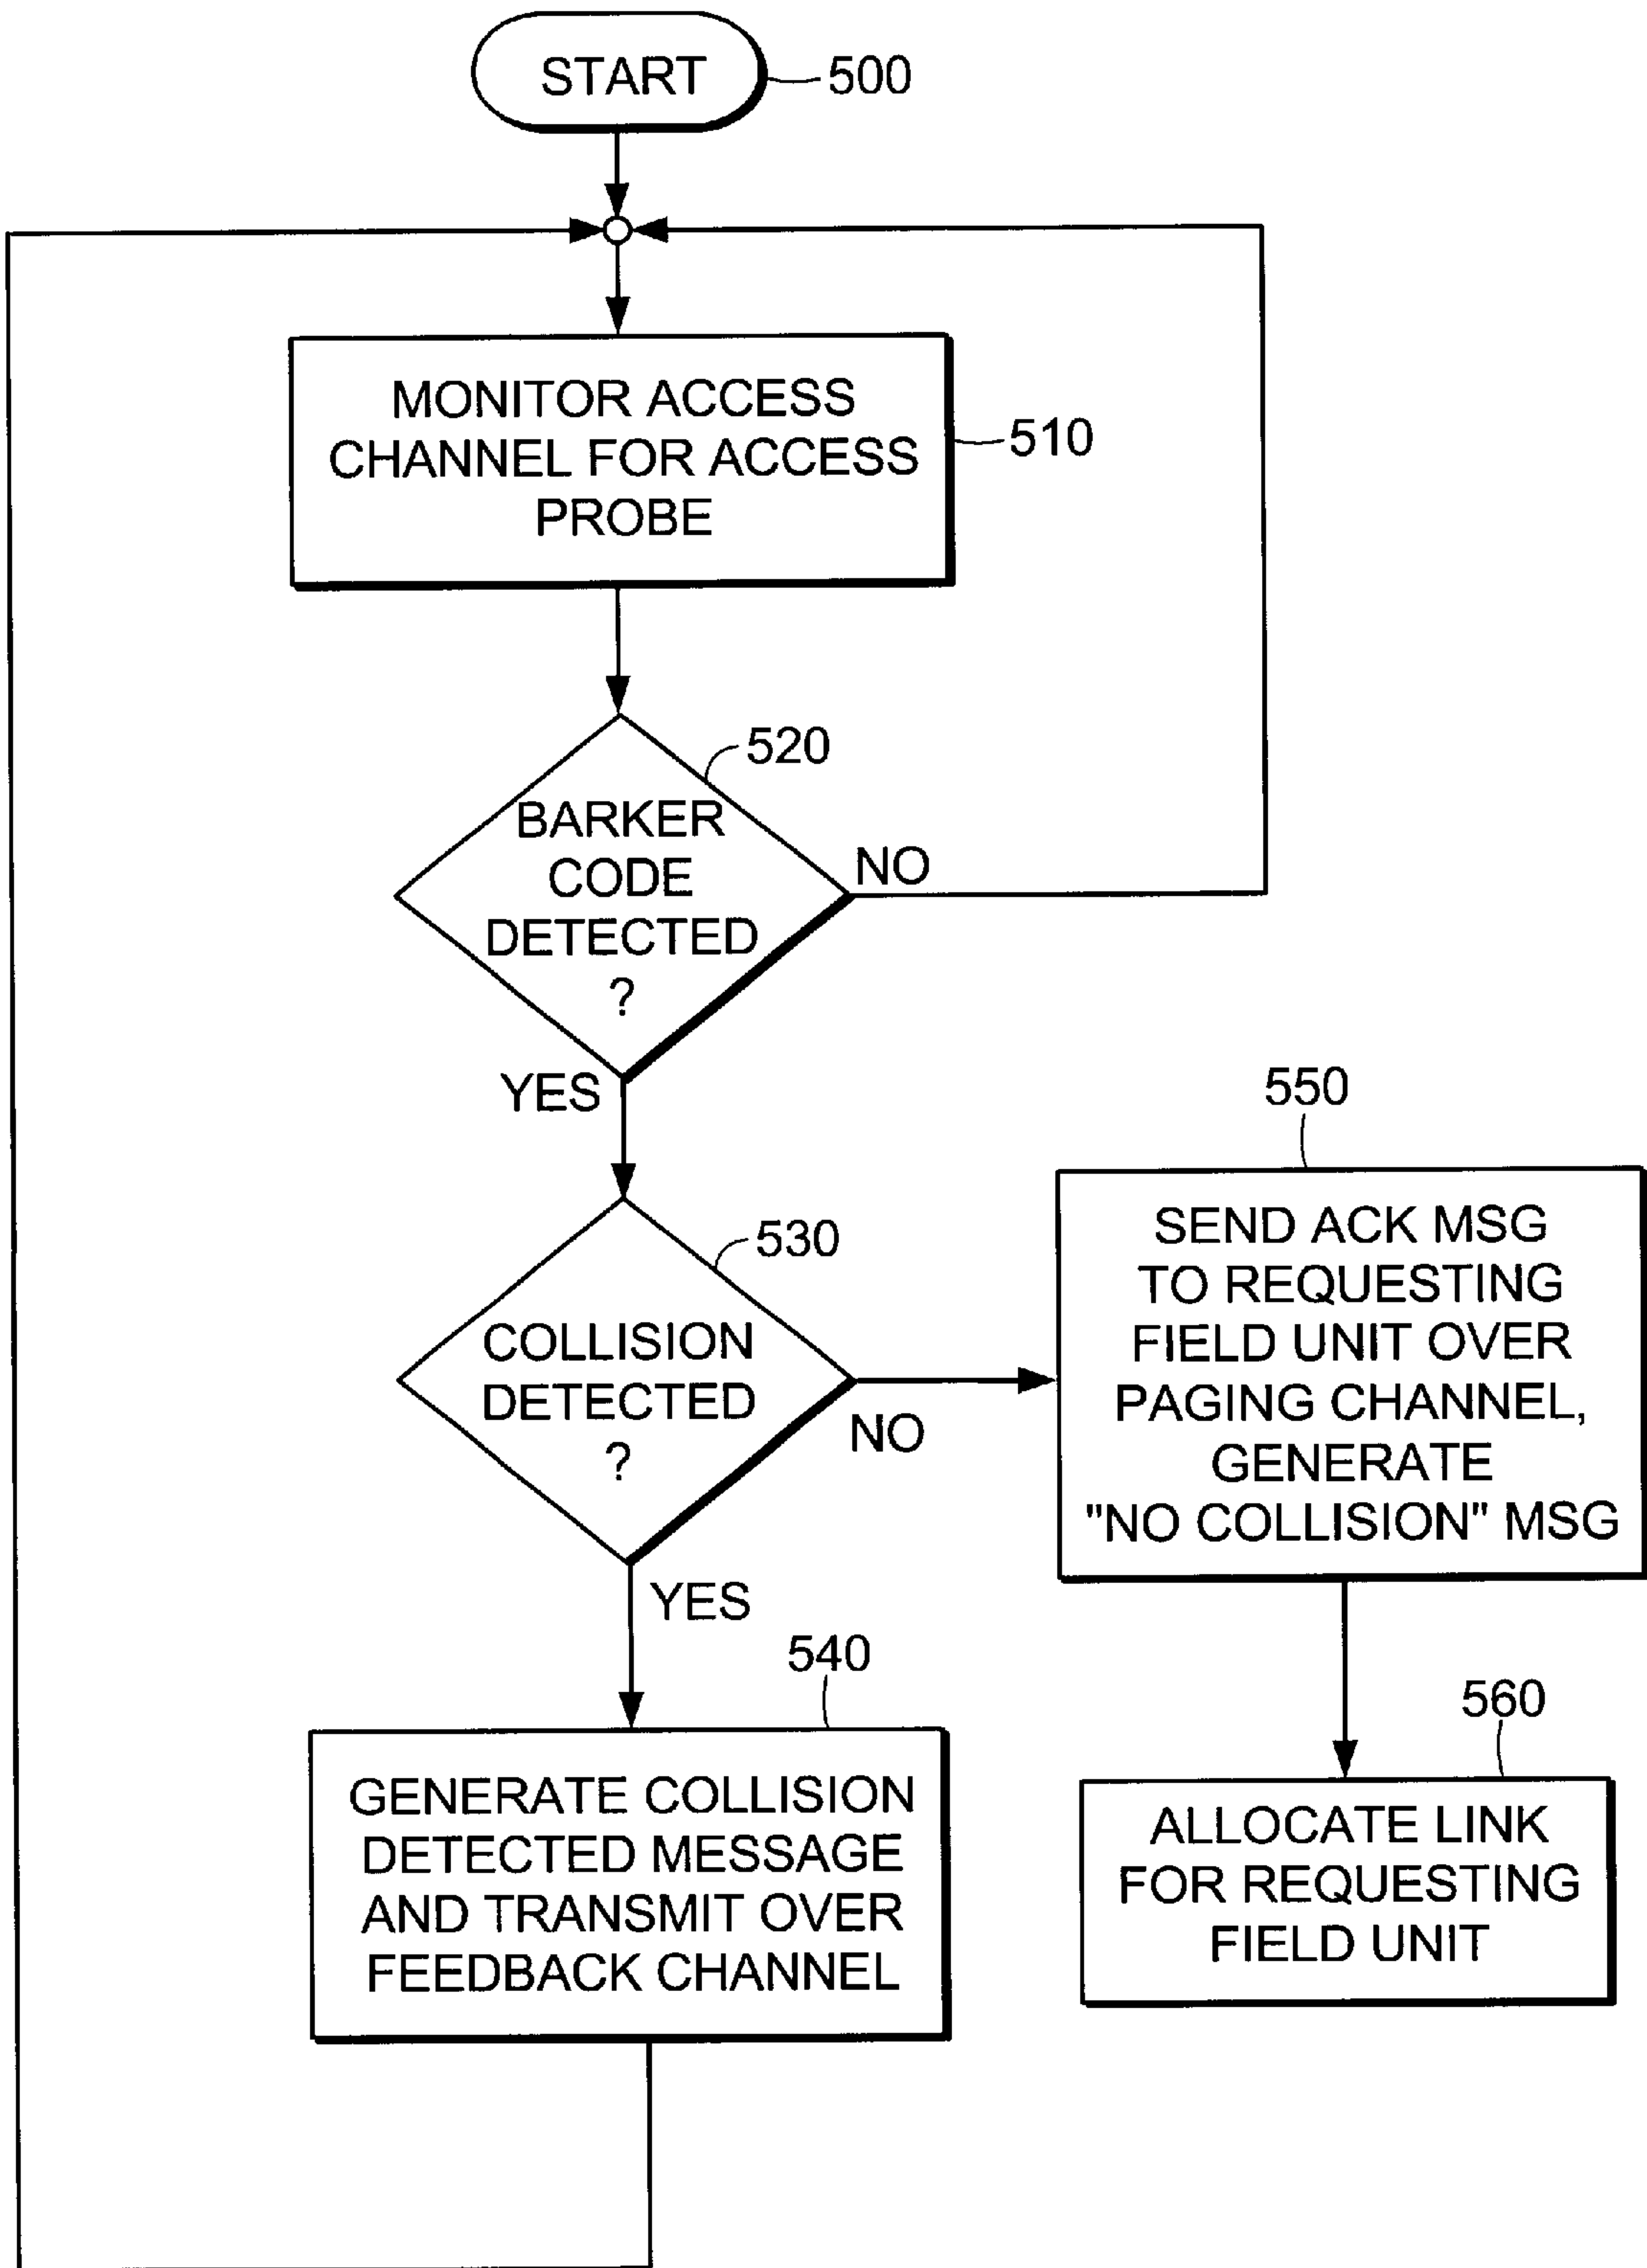 START
500
MONITOR ACCESS
CHANNEL FOR ACCESS
PROBE
510
520
BARKER
CODE
DETECTED
?
NO
YES
530
COLLISION
DETECTED
?
NO
YES
550
SEND ACK MSG
TO REQUESTING
FIELD UNIT OVER
PAGING CHANNEL,
GENERATE
"NO COLLISION" MSG
540
GENERATE COLLISION
DETECTED MESSAGE
AND TRANSMIT OVER
FEEDBACK CHANNEL
560
ALLOCATE LINK
FOR REQUESTING
FIELD UNIT